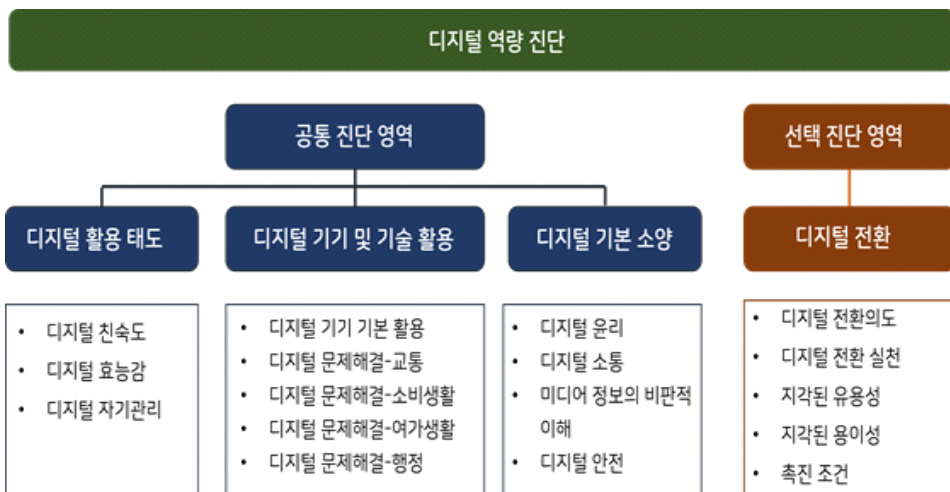 디지털 역량 진단
공통 진단 영역
선택 진단 영역
디지털 활용 태도
디지털 기기 및 기술 활용
디지털 기본 소양
디지털 전환
• 디지털 친숙도
• 디지털 효능감
• 디지털 자기관리
• 디지털 기기 기본 활용
• 디지털 문제해결-교통
• 디지털 문제해결-소비생활
• 디지털 문제해결-여가생활
• 디지털 문제해결-행정
• 디지털 윤리
• 디지털 소통
• 미디어 정보의 비판적
이해
• 디지털 안전
• 디지털 전환의도
• 디지털 전환 실천
• 지각된 유용성
• 지각된 용이성
• 촉진 조건